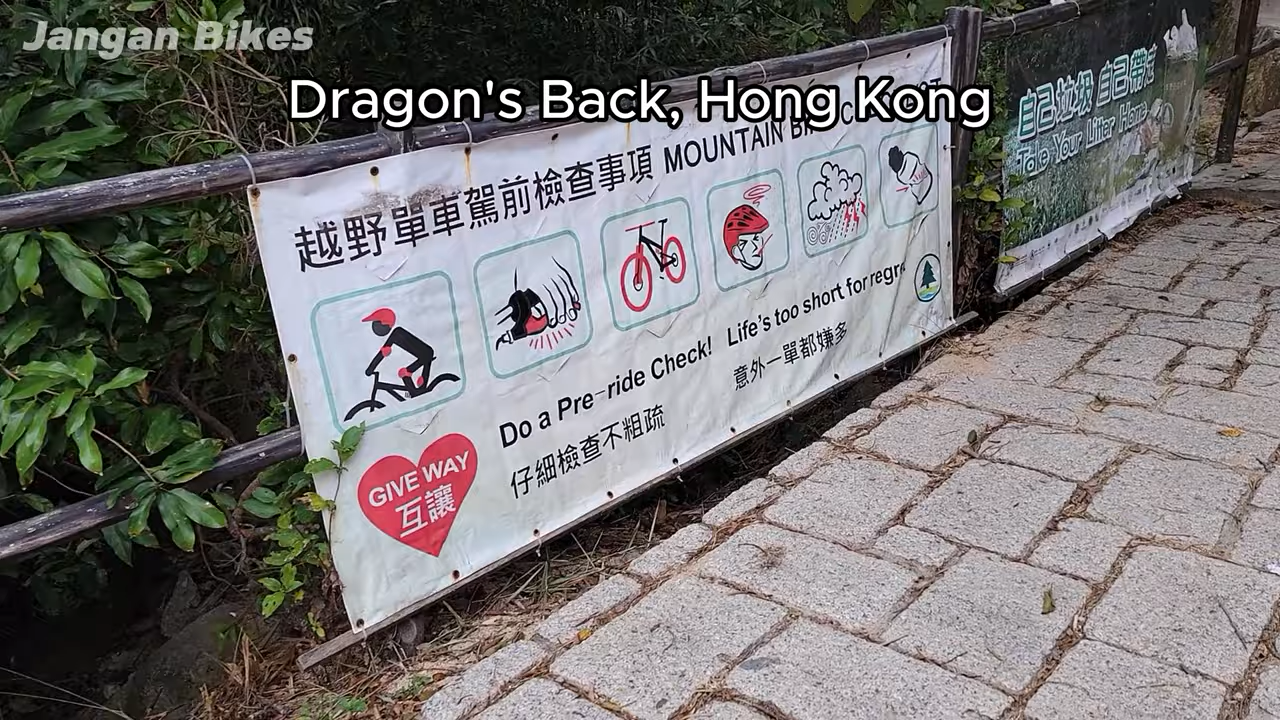 Jangan Bikes
Dragon's Back, Hong Kong
越野單車駕前檢查事項 MOUNTAIN
Do a Pre-ride Check! Life's too short for
仔細檢查不粗疏 意外一單都嫌多
GIVE WAY
互讓
自己垃圾 自己帶走
Take Your Litter Home